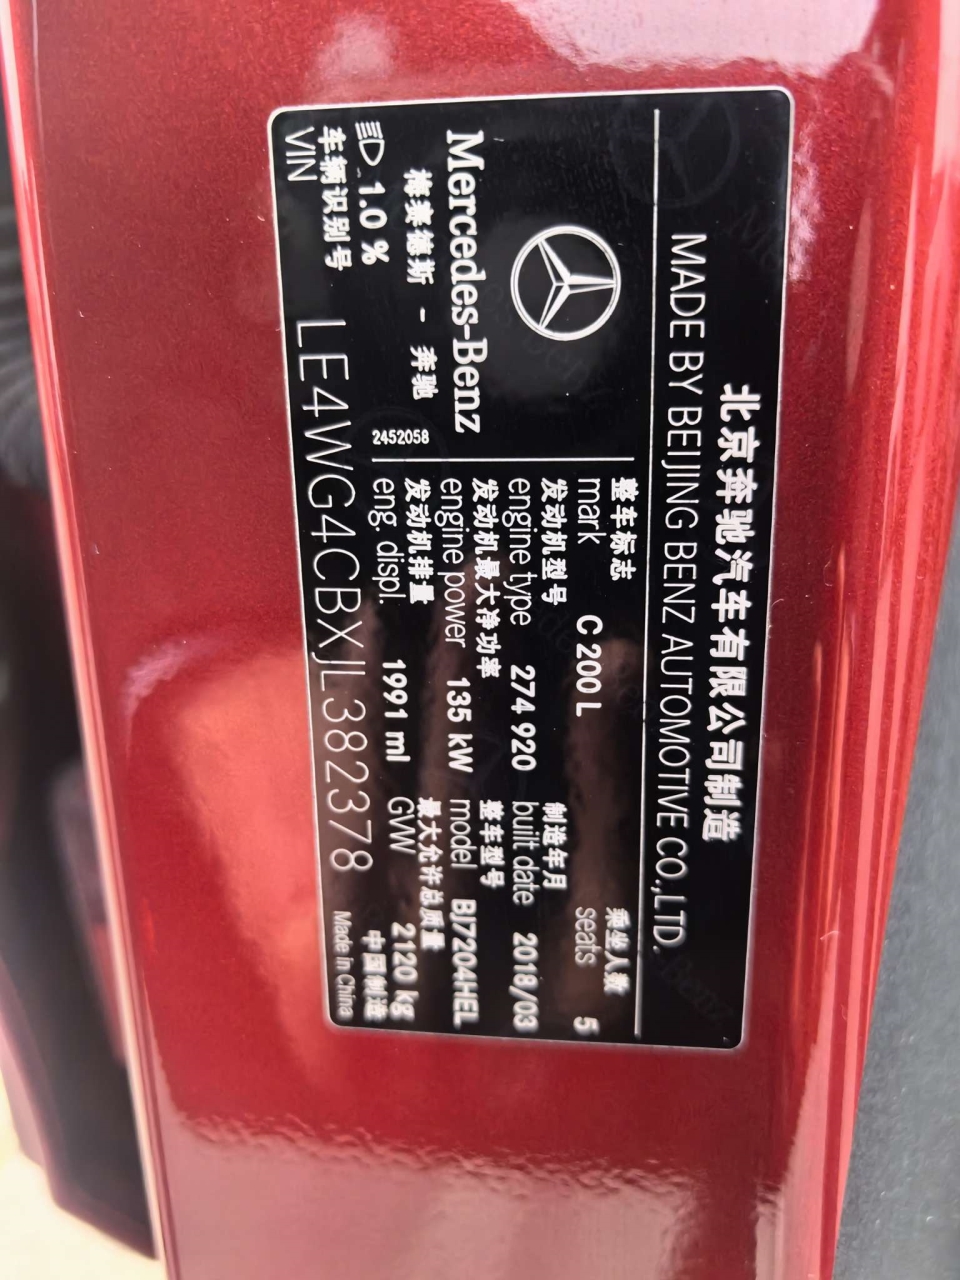 北京奔驰汽车有限公司制造
MADE BY BEIJING BENZ AUTOMOTIVE CO.,LTD.
Mercedes-Benz
梅赛德斯 - 奔驰
2452058
整车标志
mark C 200 L
乘坐人数
seats 5
发动机型号
engine type 274 920
制造年月
built date 2018/03
发动机最大净功率
engine power 135 kW
整车型号
model BJ7204HEL
发动机排量
eng. displ. 1991 ml
最大允许总质量
GVW 2120 kg
1.0 %
车辆识别号
VIN LE4WG4CBXJL382378
中国制造
Made in China